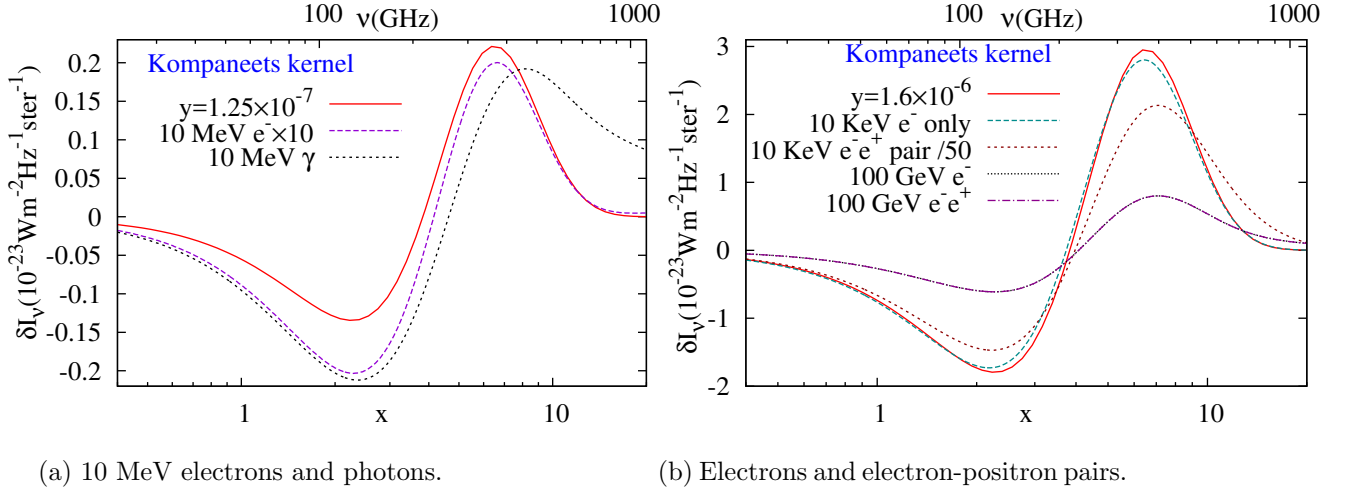 100 ν(GHz) 1000
Kompaneets kernel
y=1.25×10⁻⁷
10 MeV e⁻×10
10 MeV γ
δI_ν(10⁻²³Wm⁻²Hz⁻¹ster⁻¹)
0.2
0.15
0.1
0.05
0
-0.05
-0.1
-0.15
-0.2
1 x 10
(a) 10 MeV electrons and photons.
100 ν(GHz) 1000
Kompaneets kernel
y=1.6×10⁻⁶
10 KeV e⁻ only
10 KeV e⁻e⁺ pair /50
100 GeV e⁻
100 GeV e⁻e⁺
δI_ν(10⁻²³Wm⁻²Hz⁻¹ster⁻¹)
3
2
1
0
-1
-2
1 x 10
(b) Electrons and electron-positron pairs.